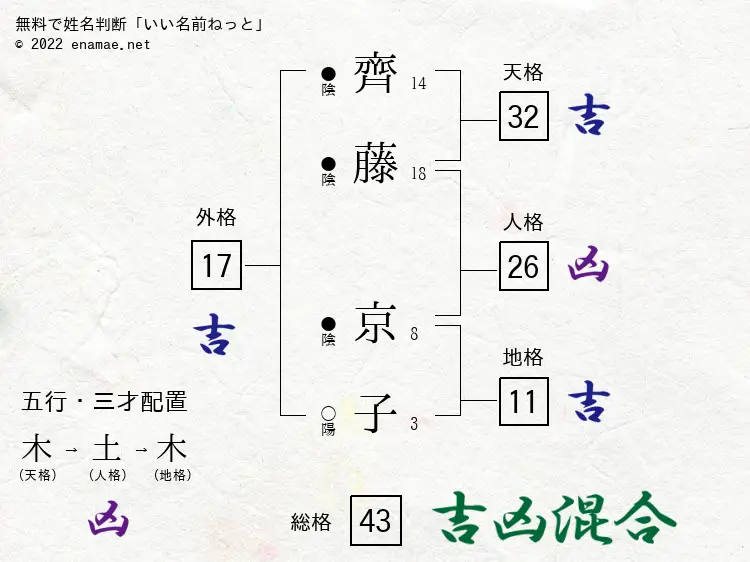 無料で姓名判断「いい名前ねっと」
© 2022 enamae.net
●陰 齊 14
●陰 藤 18
●陰 京 8
○陽 子 3
天格
32 吉
人格
26 凶
地格
11 吉
外格
17
吉
五行・三才配置
木 → 土 → 木
(天格) (人格) (地格)
凶
総格 43 吉凶混合